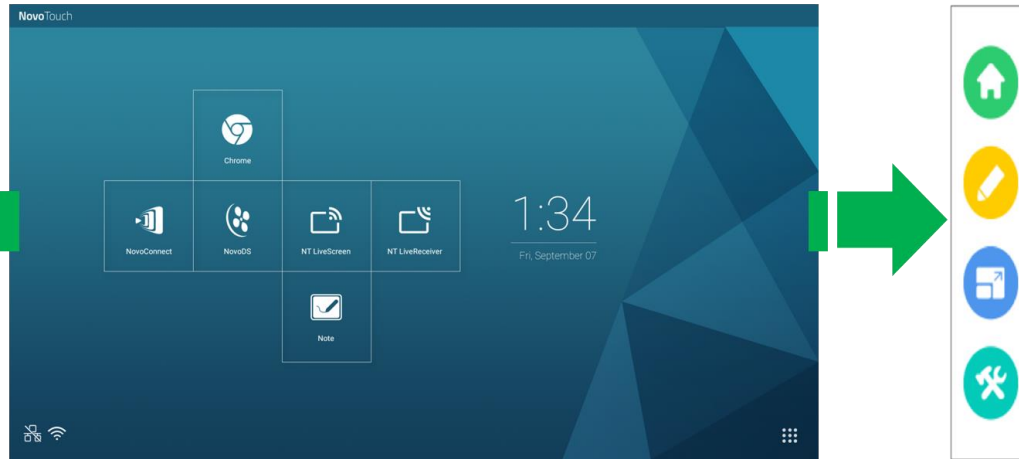 NovoTouch
Chrome
NovoConnect
NovoDS
NT LiveScreen
NT LiveReceiver
1:34
Fri, September 07
Note